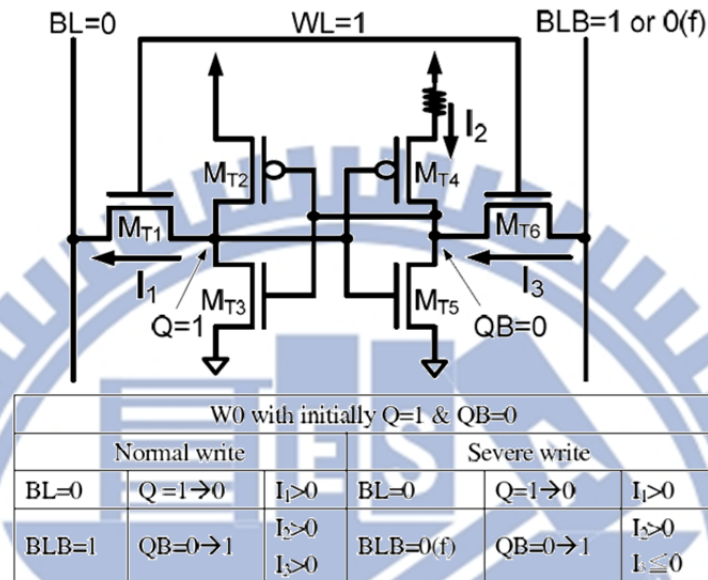 BL=0 WL=1 BLB=1 or 0(f)
I2
MT2 MT4
MT1 MT6
I1 I3
MT3 MT5
Q=1 QB=0
W0 with initially Q=1 & QB=0
Normal write Severe write
BL=0 Q =1→0 I1>0 BL=0 Q=1→0 I1>0
BLB=1 QB=0→1 I2>0 I3>0 BLB=0(f) QB=0→1 I2>0 I3≦0